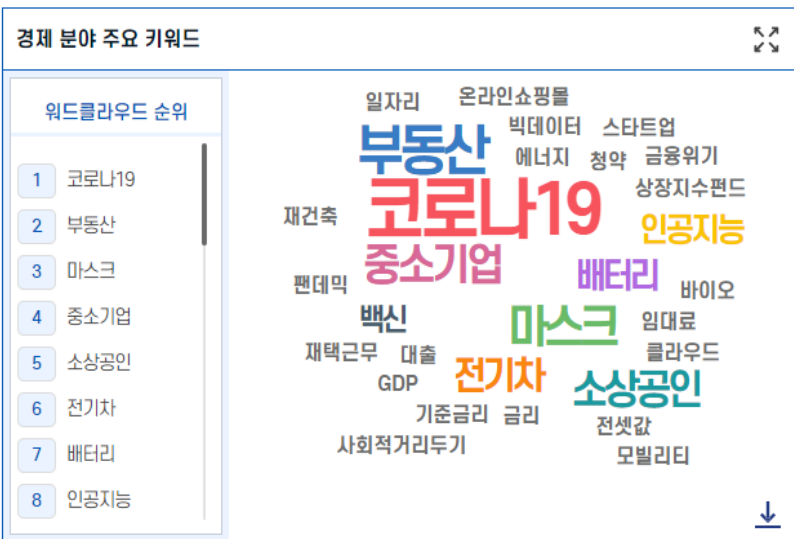 경제 분야 주요 키워드
워드클라우드 순위
1 코로나19
2 부동산
3 마스크
4 중소기업
5 소상공인
6 전기차
7 배터리
8 인공지능
일자리 온라인쇼핑몰
빅데이터 스타트업
부동산 에너지 청약 금융위기
상장지수펀드
재건축 코로나19 인공지능
중소기업 배터리
팬데믹 바이오
백신 마스크 임대료
재택근무 대출 클라우드
GDP 전기차 소상공인
기준금리 금리 전셋값
사회적거리두기 모빌리티